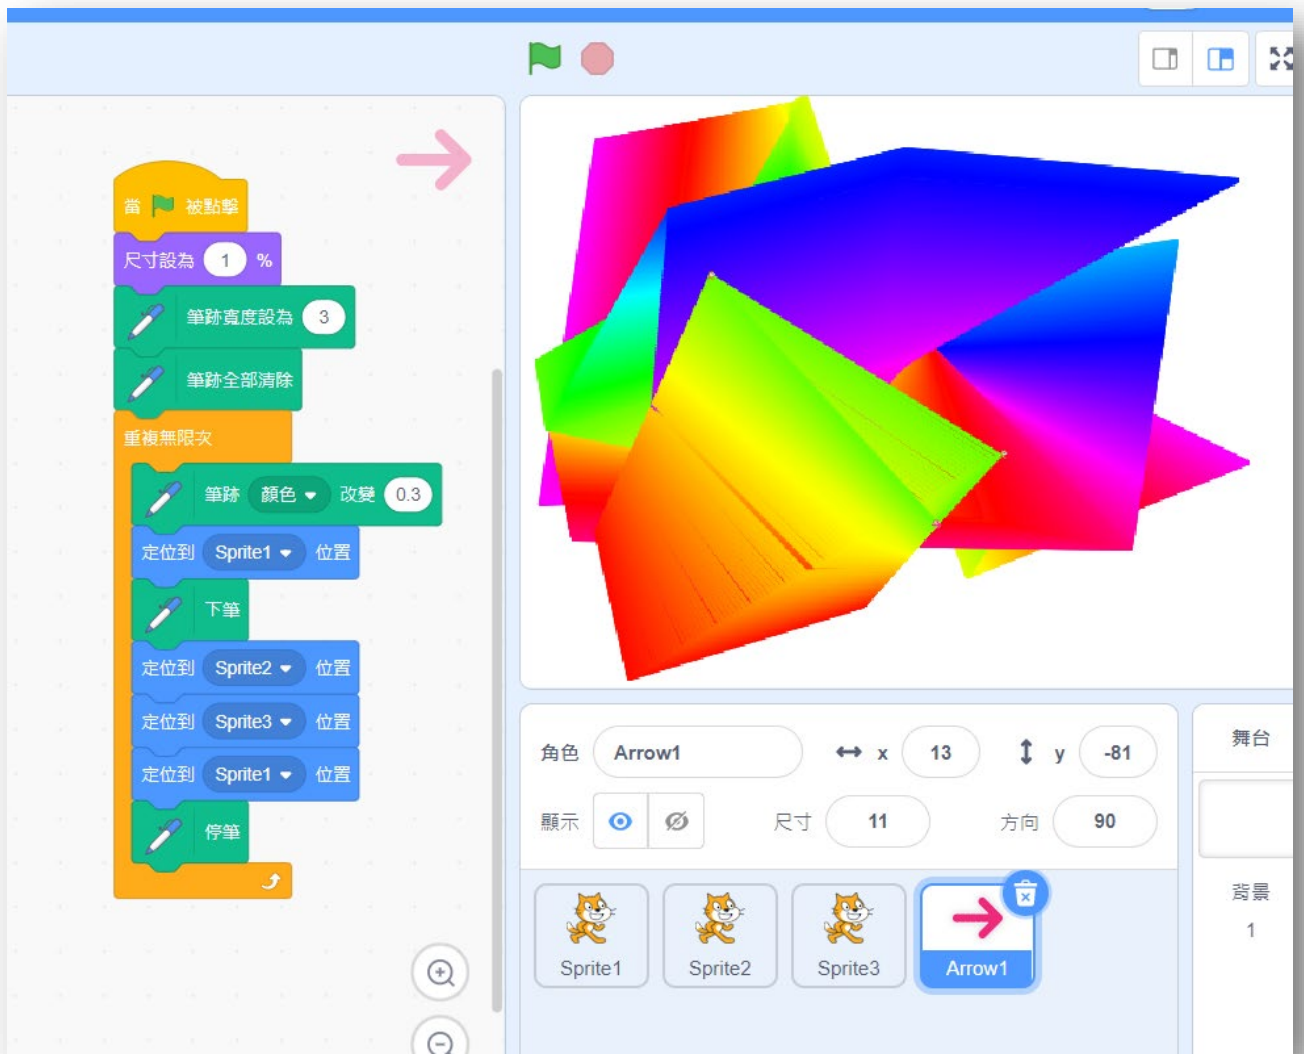 當 被點擊
尺寸設為 1 %
筆跡寬度設為 3
筆跡全部清除
重複無限次
筆跡 顏色 改變 0.3
定位到 Sprite1 位置
下筆
定位到 Sprite2 位置
定位到 Sprite3 位置
定位到 Sprite1 位置
停筆
角色 Arrow1 x 13 y -81
顯示 尺寸 11 方向 90
Sprite1
Sprite2
Sprite3
Arrow1
舞台
背景
1